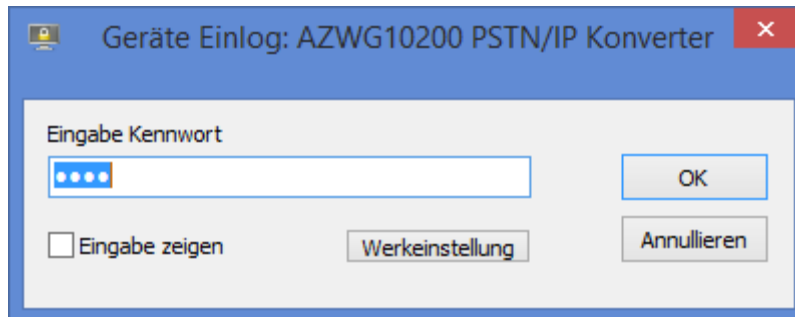 Geräte Einlog: AZWG10200 PSTN/IP Konverter
Eingabe Kennwort
••••
OK
Eingabe zeigen
Werkeinstellung
Annullieren